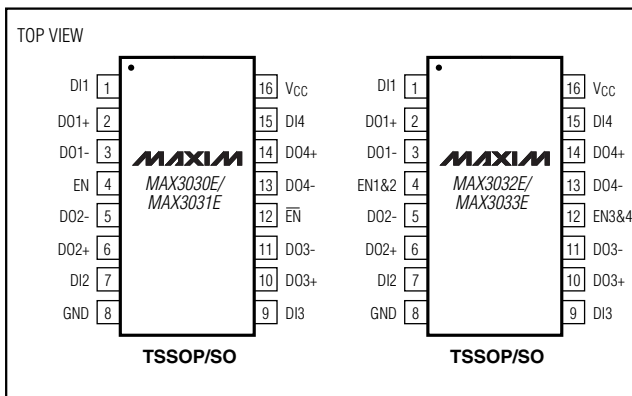 TOP VIEW
DI1 1
DO1+ 2
DO1- 3
EN 4
DO2- 5
DO2+ 6
DI2 7
GND 8
MAXIM
MAX3030E/
MAX3031E
16 VCC
15 DI4
14 DO4+
13 DO4-
12 E̅N̅
11 DO3-
10 DO3+
9 DI3
TSSOP/SO
DI1 1
DO1+ 2
DO1- 3
EN1&2 4
DO2- 5
DO2+ 6
DI2 7
GND 8
MAXIM
MAX3032E/
MAX3033E
16 VCC
15 DI4
14 DO4+
13 DO4-
12 EN3&4
11 DO3-
10 DO3+
9 DI3
TSSOP/SO